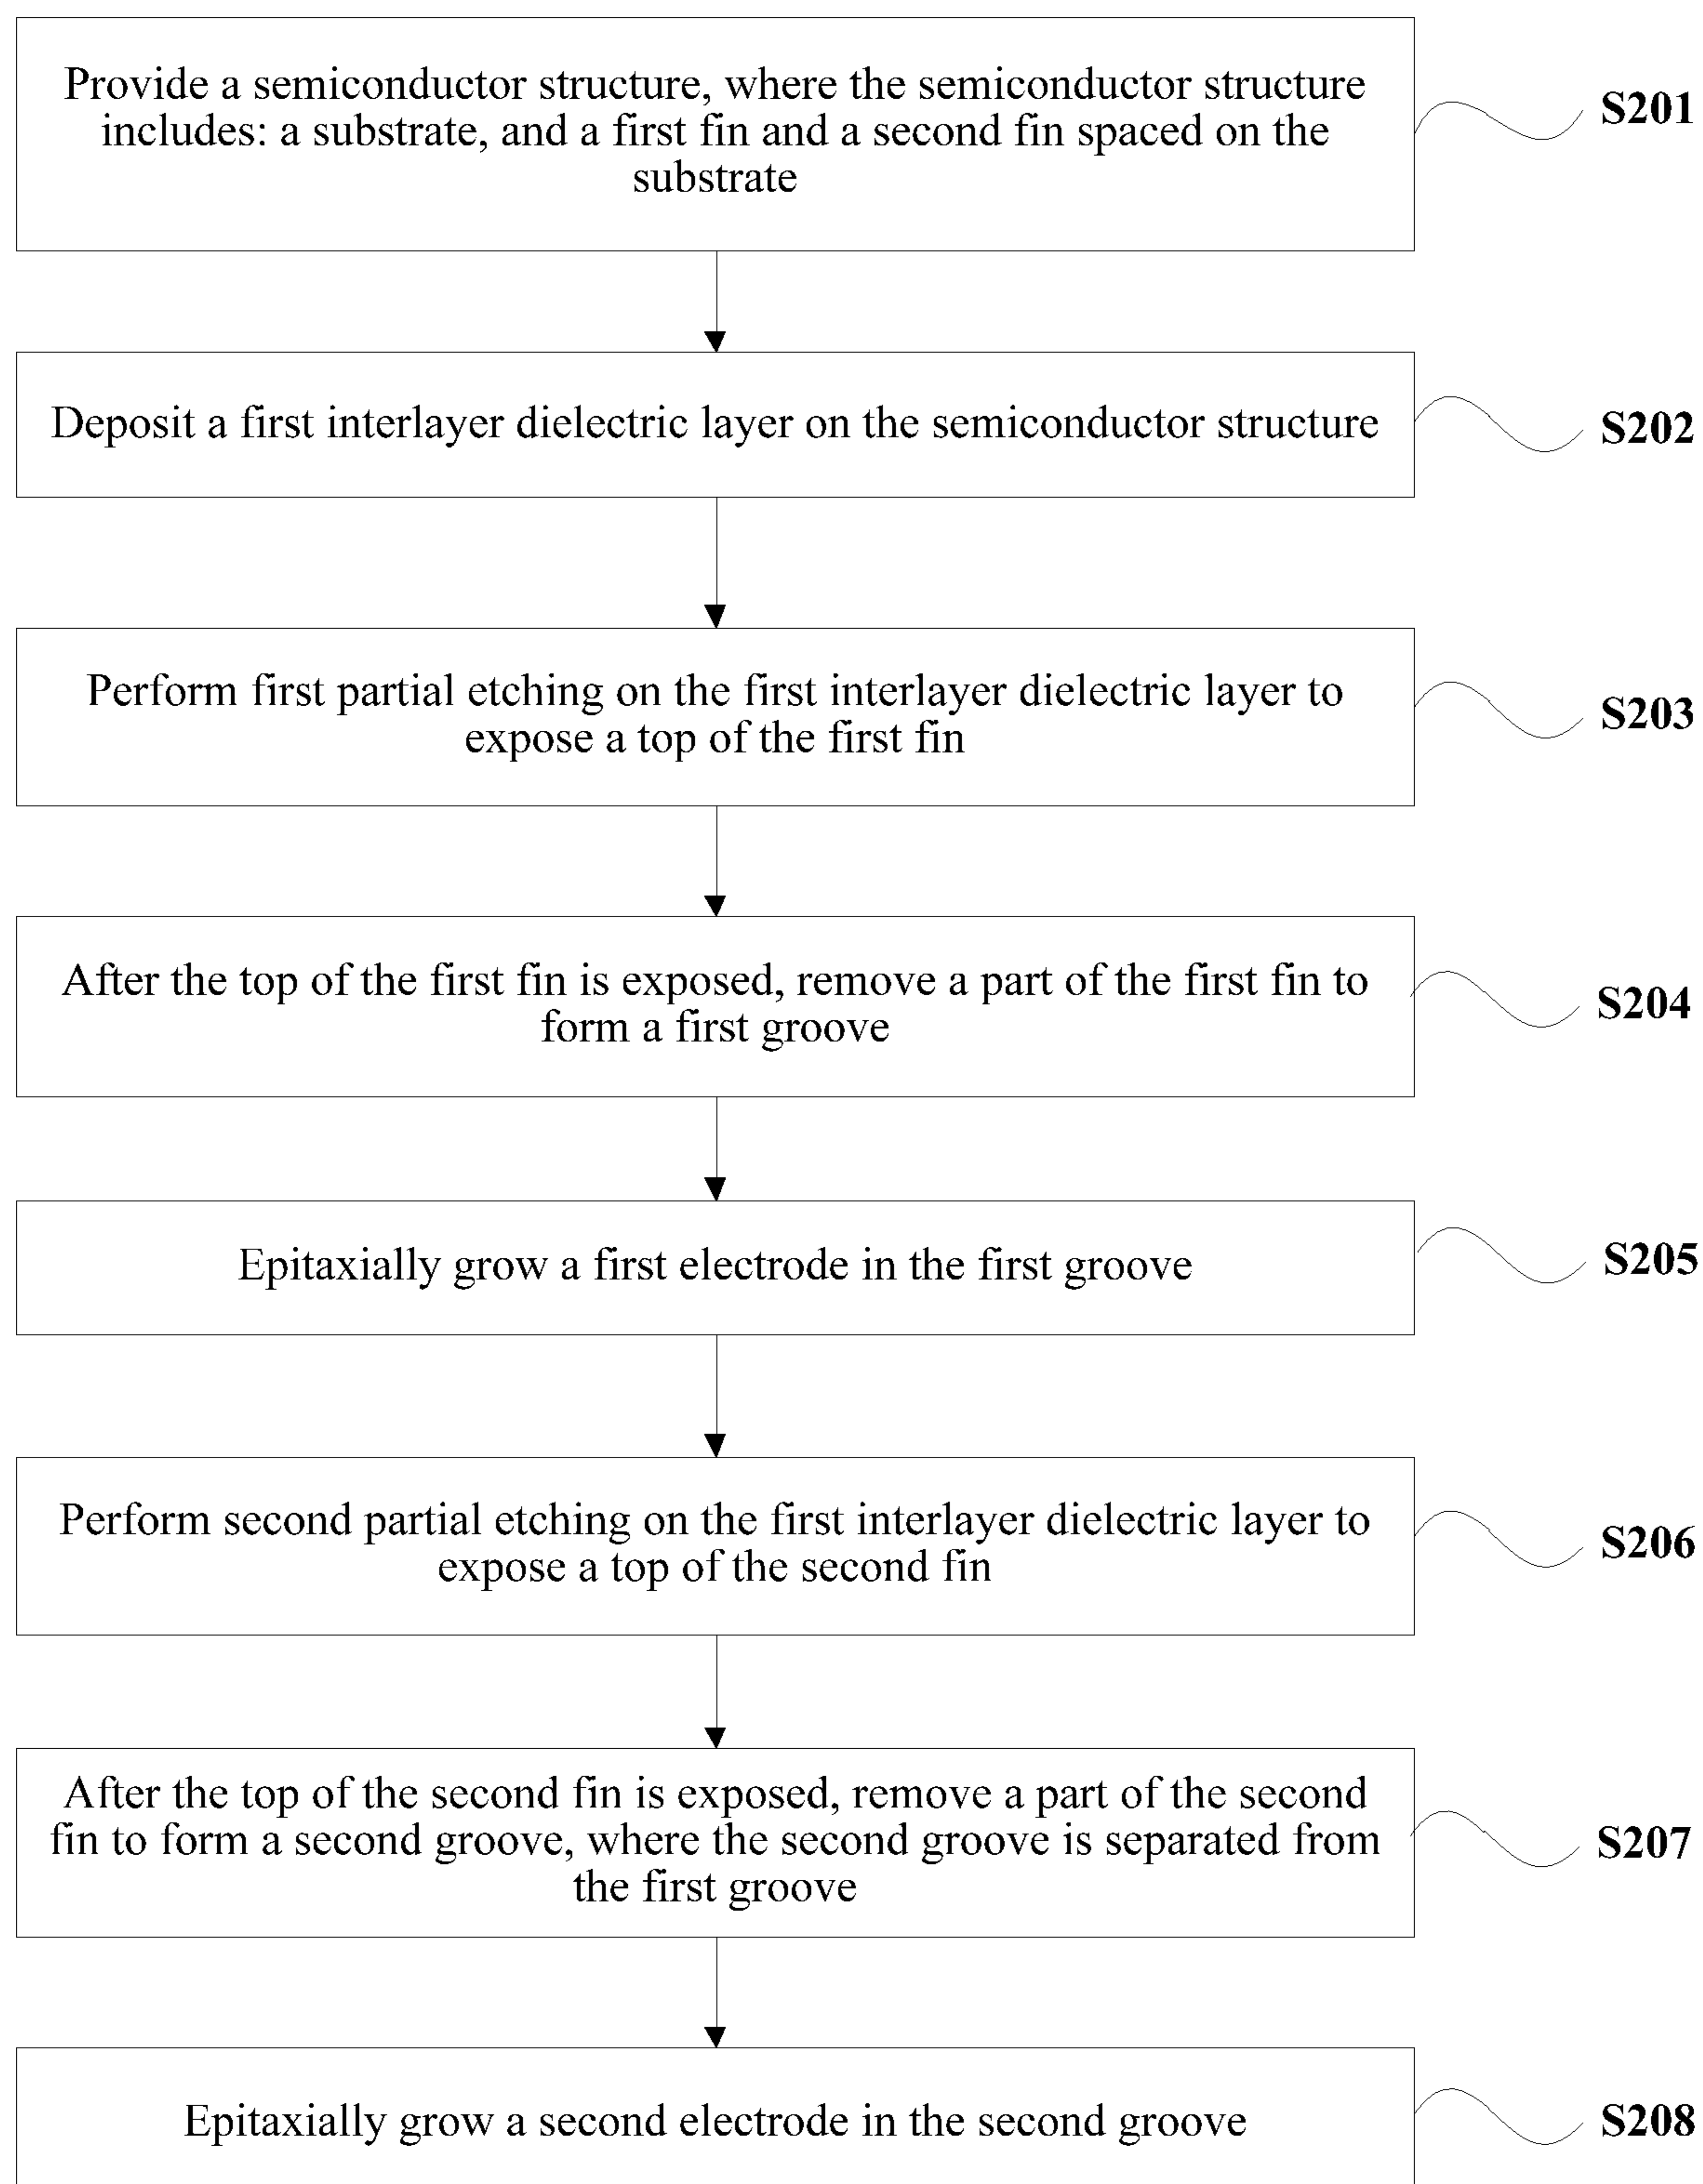 Provide a semiconductor structure, where the semiconductor structure
includes: a substrate, and a first fin and a second fin spaced on the
substrate
S201
Deposit a first interlayer dielectric layer on the semiconductor structure
S202
Perform first partial etching on the first interlayer dielectric layer to
expose a top of the first fin
S203
After the top of the first fin is exposed, remove a part of the first fin to
form a first groove
S204
Epitaxially grow a first electrode in the first groove
S205
Perform second partial etching on the first interlayer dielectric layer to
expose a top of the second fin
S206
After the top of the second fin is exposed, remove a part of the second
fin to form a second groove, where the second groove is separated from
the first groove
S207
Epitaxially grow a second electrode in the second groove
S208